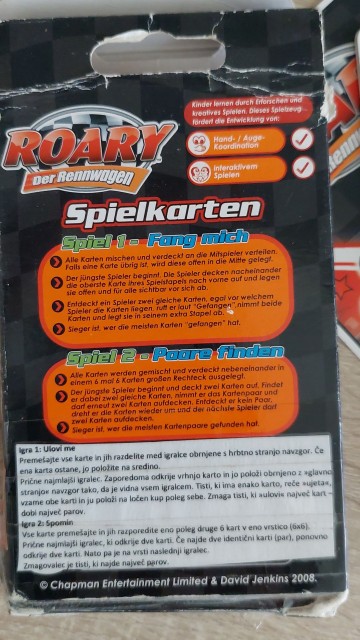 Kinder lernen durch Erforschen und
kreatives Spielen. Dieses Spielzeug
fördert die Entwicklung von:
Hand- / Auge-
Koordination
Interaktivem
Spielen
ROARY
Der Rennwagen
Spielkarten
Spiel 1 - Fang mich
Alle Karten mischen und verdeckt an die Mitspieler verteilen.
Falls eine Karte übrig ist, wird diese offen in die Mitte gelegt.
Der jüngste Spieler beginnt. Die Spieler decken nacheinander
die oberste Karte ihres Spielstapels nach vorne auf und legen
sie offen und für alle sichtbar vor sich ab.
Entdeckt ein Spieler zwei gleiche Karten, egal vor welchem
Spieler die Karten liegen, ruft er laut "Gefangen" nimmt beide
Karten und legt sie in seinem extra Stapel ab.
Sieger ist, wer die meisten Karten "gefangen" hat.
Spiel 2 - Paare finden
Alle Karten werden gemischt und verdeckt nebeneinander in
einem 6 mal 6 Karten großen Rechteck ausgelegt.
Der jüngste Spieler beginnt und deckt zwei Karten auf. Findet
er dabei zwei gleiche Karten, nimmt er das Kartenpaar und
darf erneut zwei Karten aufdecken. Entdeckt er kein Paar,
dreht er die Karten wieder um und der nächste Spieler darf
zwei Karten aufdecken.
Sieger ist, wer die meisten Kartenpaare gefunden hat.
Igra 1: Ulovi me
Premešajte vse karte in jih razdelite med igralce obrnjene s hrbtno stranjo navzgor. Če
ena karta ostane, jo položite na sredino.
Prične najmlajši igralec. Zaporedoma odkrije vrhnjo karto in jo položi obrnjeno z »glavno
stranjo« navzgor tako, da je vidna vsem igralcem. Tisti, ki ima enako karto, reče »ujeta«,
vzame obe karti in ju položi na ločen kup poleg sebe. Zmaga tisti, ki »ulovi« največ kart –
dobi največ parov.
Igra 2: Spomin
Vse karte premešajte in jih razporedite eno poleg druge 6 kart v eno vrstico (6x6).
Prične najmlajši igralec, ki odkrije dve karti. Če najde dve identični karti (par), ponovno
odkrije dve karti. Nato pa je na vrsti naslednji igralec.
Zmagovalec je tisti, ki najde največ parov.
© Chapman Entertainment Limited & David Jenkins 2008.